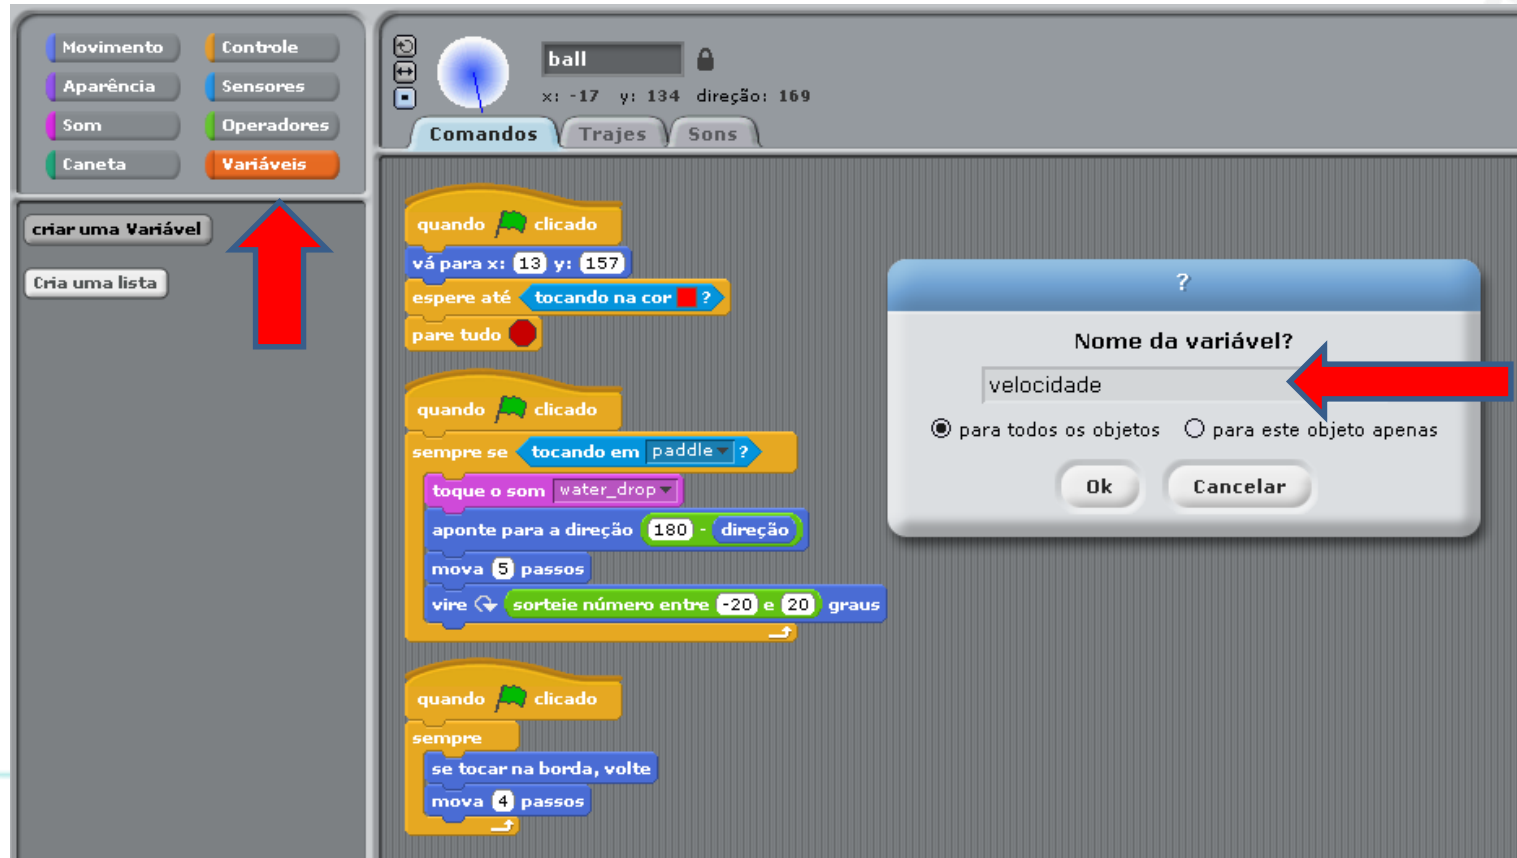 Movimento Controle
Aparência Sensores
Som Operadores
Caneta Variáveis
criar uma Variável
Cria uma lista
ball
x: -17 y: 134 direção: 169
Comandos Trajes Sons
quando clicado
vá para x: 13 y: 157
espere até tocando na cor ?
pare tudo
quando clicado
sempre se tocando em paddle ?
toque o som water_drop
aponte para a direção 180 - direção
mova 5 passos
vire sorteie número entre -20 e 20 graus
quando clicado
sempre
se tocar na borda, volte
mova 4 passos
?
Nome da variável?
velocidade
para todos os objetos para este objeto apenas
Ok Cancelar